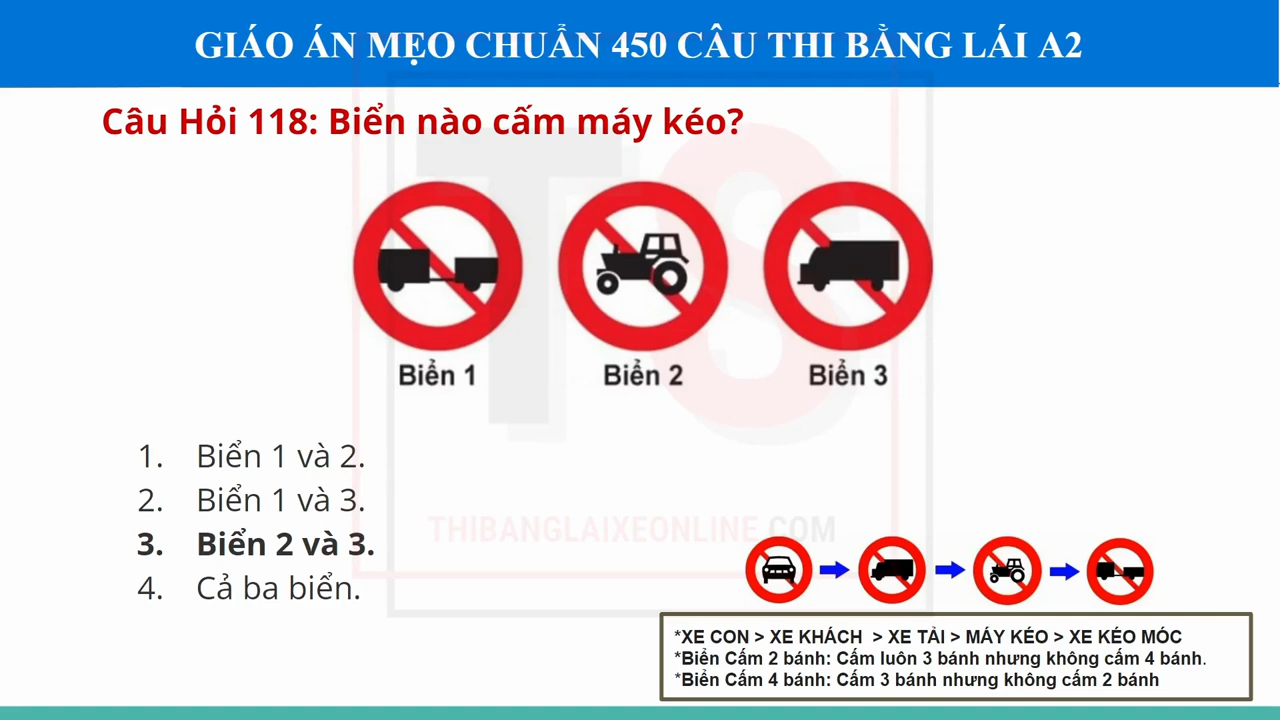 GIÁO ÁN MẸO CHUẨN 450 CÂU THI BẰNG LÁI A2
Câu Hỏi 118: Biển nào cấm máy kéo?
Biển 1
Biển 2
Biển 3
1. Biển 1 và 2.
2. Biển 1 và 3.
3. Biển 2 và 3.
4. Cả ba biển.
THIBANGLAIXEONLINE.COM
*XE CON > XE KHÁCH > XE TẢI > MÁY KÉO > XE KÉO MÓC
*Biển Cấm 2 bánh: Cấm luôn 3 bánh nhưng không cấm 4 bánh.
*Biển Cấm 4 bánh: Cấm 3 bánh nhưng không cấm 2 bánh